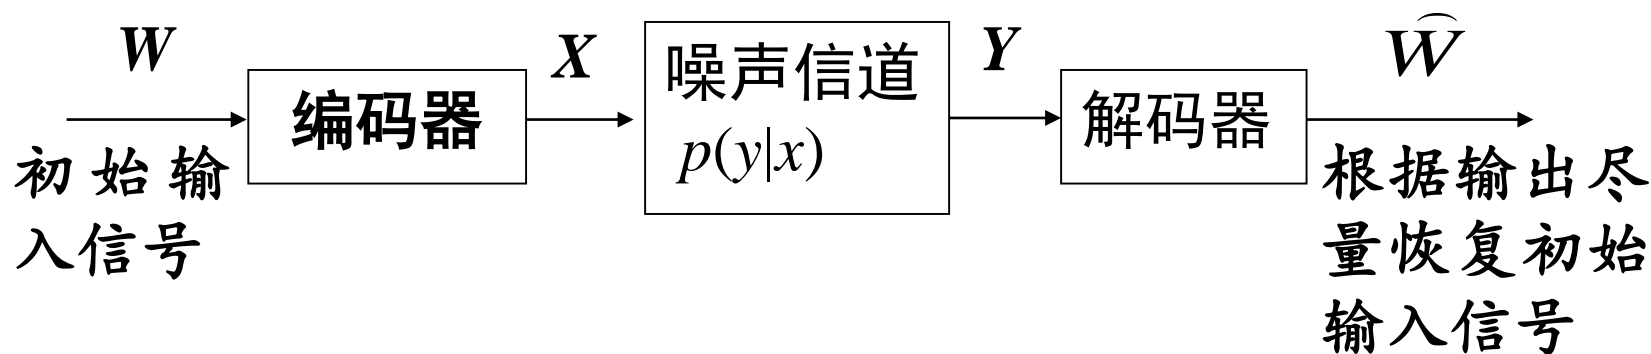 W
初始输
入信号
编码器
X
噪声信道
p(y|x)
Y
解码器
Ŵ
根据输出尽
量恢复初始
输入信号